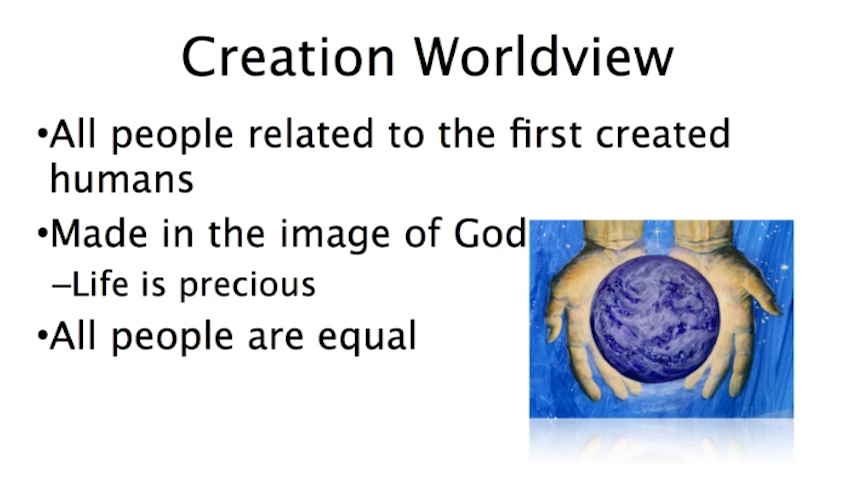 Creation Worldview
•All people related to the first created
humans
•Made in the image of God
–Life is precious
•All people are equal